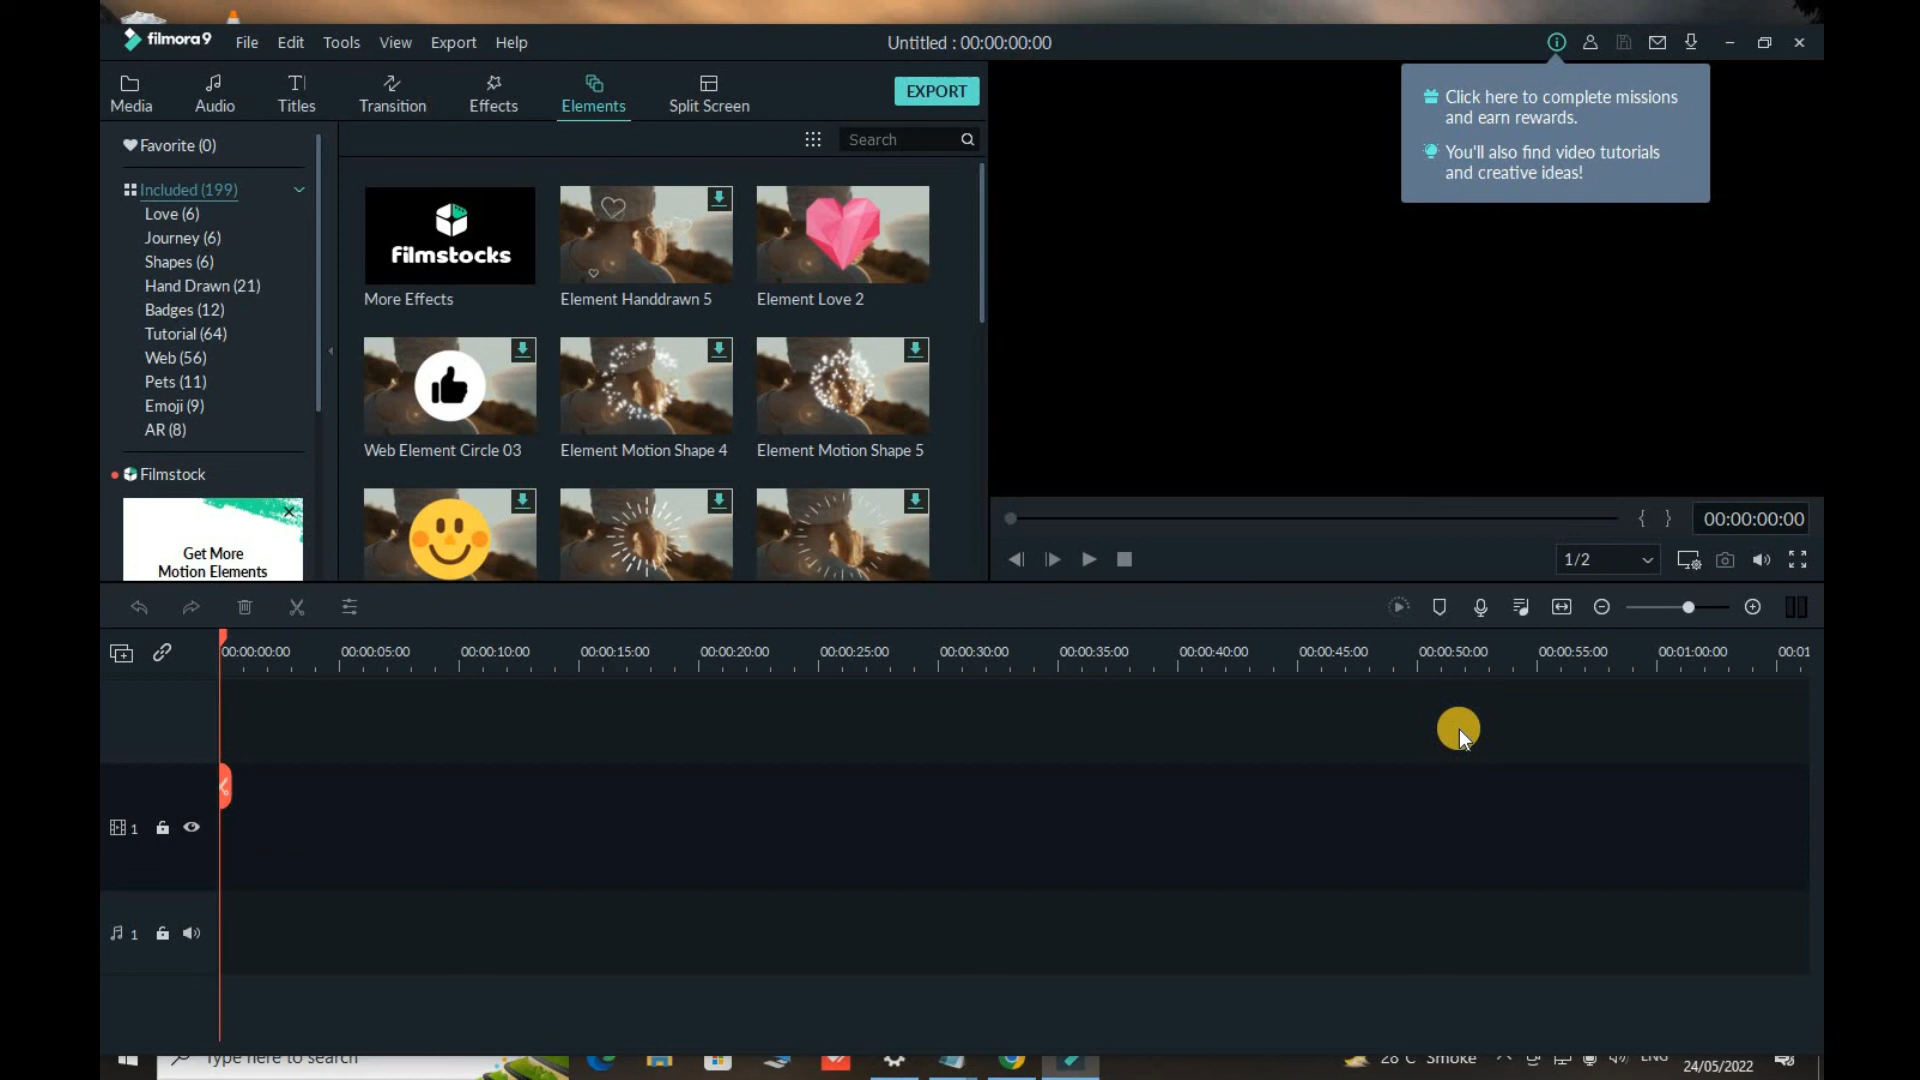 filmora9 File Edit Tools View Export Help Untitled : 00:00:00:00
Media Audio Titles Transition Effects Elements Split Screen EXPORT
Click here to complete missions
and earn rewards.
You'll also find video tutorials
and creative ideas!
Favorite (0)
Included (199)
Love (6)
Journey (6)
Shapes (6)
Hand Drawn (21)
Badges (12)
Tutorial (64)
Web (56)
Pets (11)
Emoji (9)
AR (8)
Filmstock
Get More
Motion Elements
Search
filmstocks
More Effects Element Handdrawn 5 Element Love 2
Web Element Circle 03 Element Motion Shape 4 Element Motion Shape 5
{ } 00:00:00:00
1/2
00:00:00:00 00:00:05:00 00:00:10:00 00:00:15:00 00:00:20:00 00:00:25:00 00:00:30:00 00:00:35:00 00:00:40:00 00:00:45:00 00:00:50:00 00:00:55:00 00:01:00:00 00:01
1
1
Type here to search 28°C Smoke ENG
24/05/2022